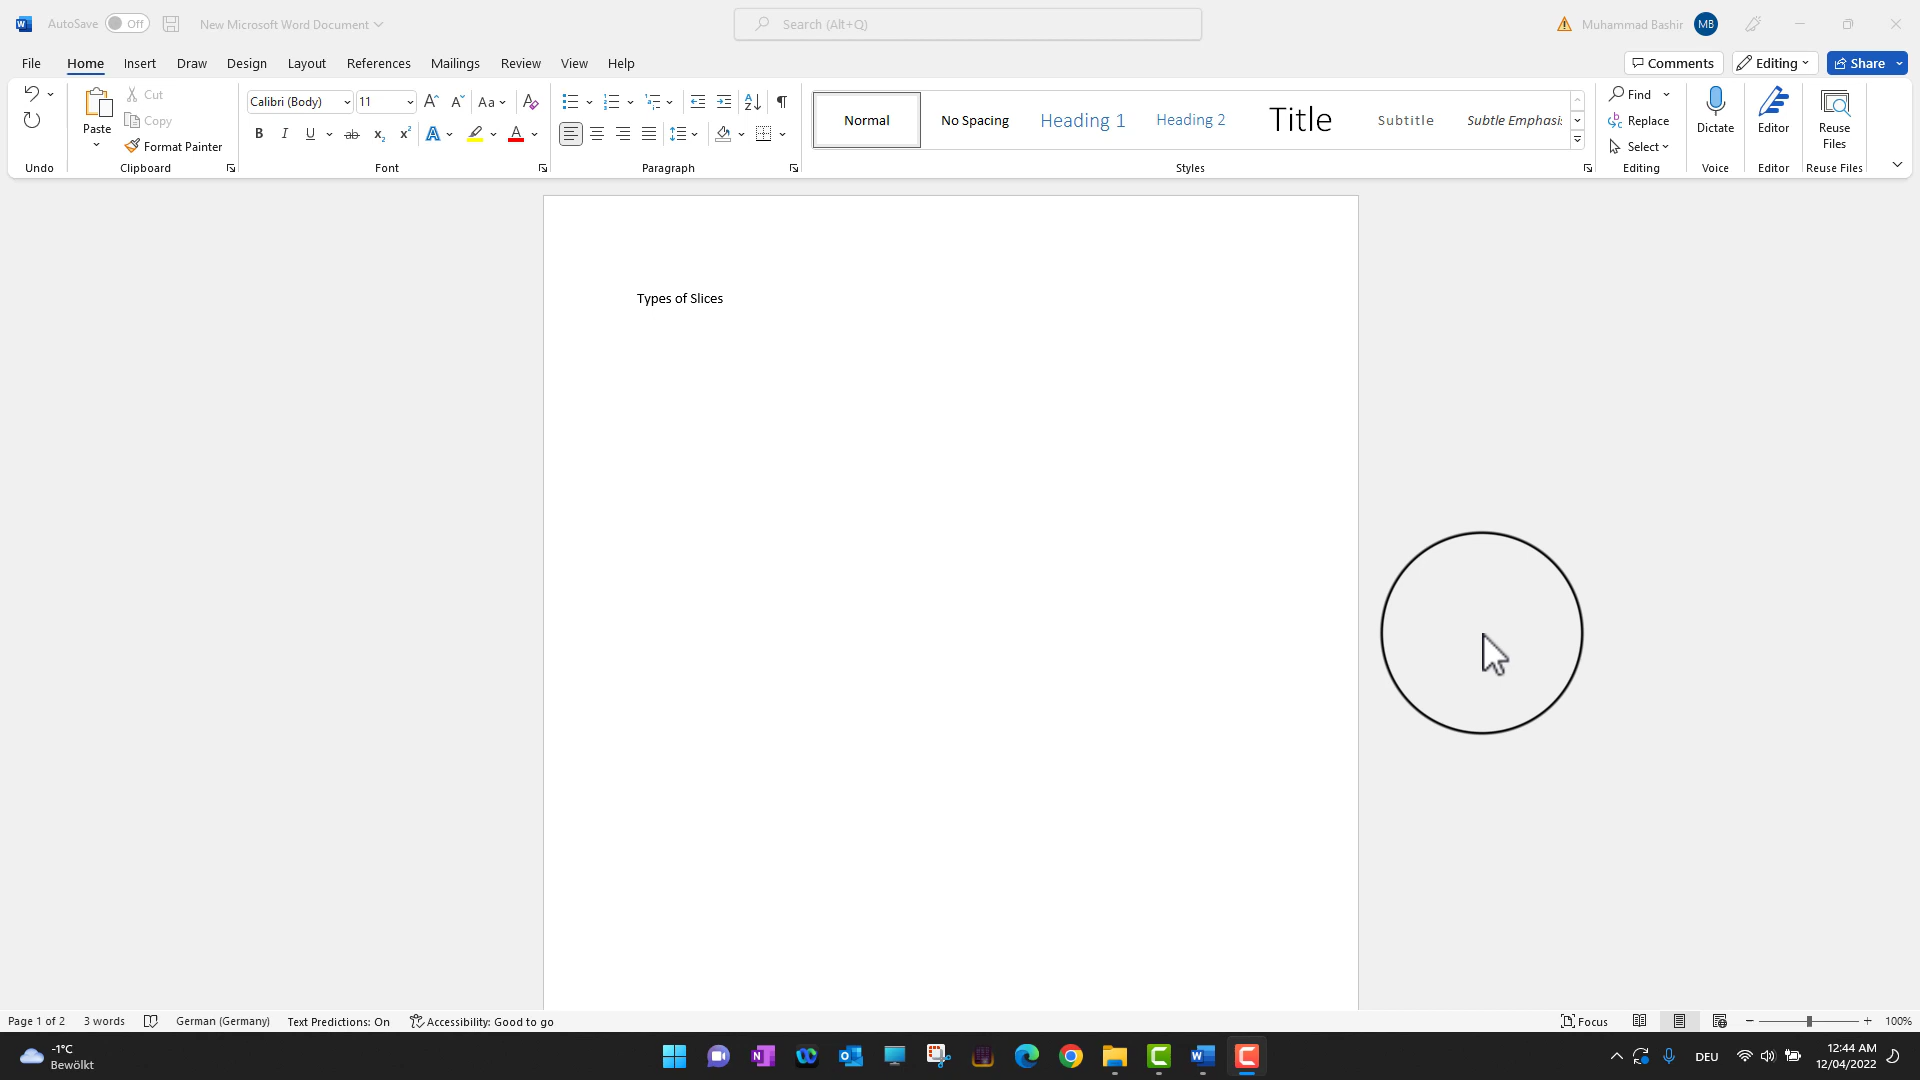 AutoSave Off New Microsoft Word Document Search (Alt+Q) Muhammad Bashir MB
File Home Insert Draw Design Layout References Mailings Review View Help Comments Editing Share
Paste Cut Copy Format Painter
Calibri (Body) 11
Normal No Spacing Heading 1 Heading 2 Title Subtitle Subtle Emphasis
Find Replace Select
Dictate Editor Reuse Files
Undo Clipboard Font Paragraph Styles Editing Voice Editor Reuse Files
Types of Slices
Page 1 of 2 3 words German (Germany) Text Predictions: On Accessibility: Good to go Focus 100%
-1°C
Bewölkt
DEU
12:44 AM
12/04/2022